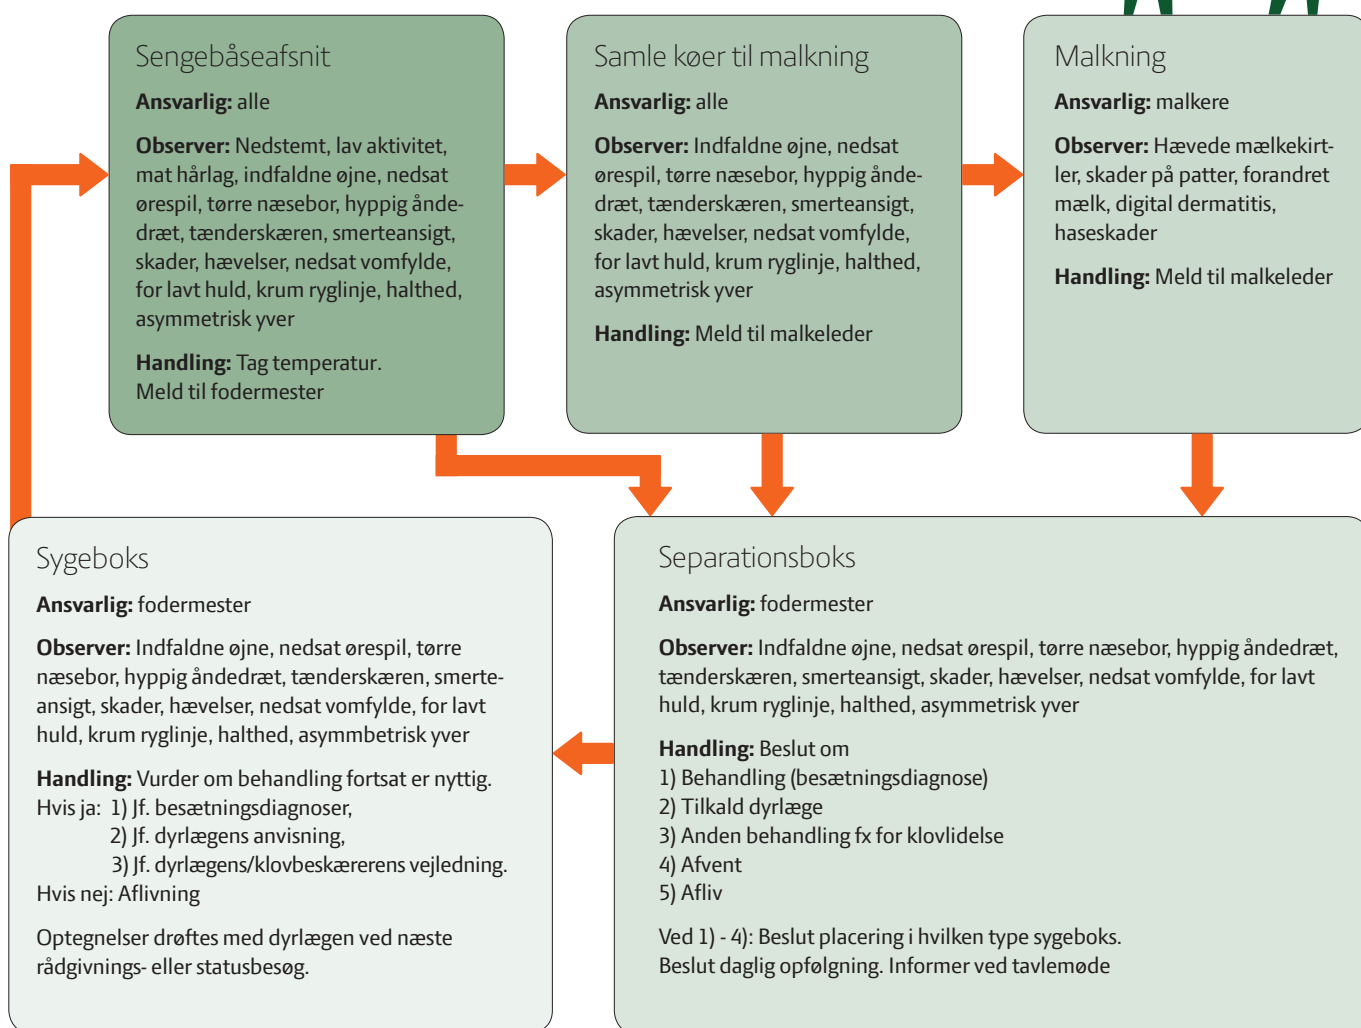 Sengebåseafsnit
Ansvarlig: alle
Observer: Nedstemt, lav aktivitet,
mat hårlag, indfaldne øjne, nedsat
ørespil, tørre næsebor, hyppig ånde-
dræt, tænderskæren, smerteansigt,
skader, hævelser, nedsat vomfylde,
for lavt huld, krum ryglinje, halthed,
asymmetrisk yver
Handling: Tag temperatur.
Meld til fodermester
Samle køer til malkning
Ansvarlig: alle
Observer: Indfaldne øjne, nedsat
ørespil, tørre næsebor, hyppig ånde-
dræt, tænderskæren, smerteansigt,
skader, hævelser, nedsat vomfylde,
for lavt huld, krum ryglinje, halthed,
asymmetrisk yver
Handling: Meld til malkeleder
Malkning
Ansvarlig: malkere
Observer: Hævede mælkekirt-
ler, skader på patter, forandret
mælk, digital dermatitis,
haseskader
Handling: Meld til malkeleder
Sygeboks
Ansvarlig: fodermester
Observer: Indfaldne øjne, nedsat ørespil, tørre
næsebor, hyppig åndedræt, tænderskæren, smerte-
ansigt, skader, hævelser, nedsat vomfylde, for lavt
huld, krum ryglinje, halthed, asymmbetrisk yver
Handling: Vurder om behandling fortsat er nyttig.
Hvis ja: 1) Jf. besætningsdiagnoser,
2) Jf. dyrlægens anvisning,
3) Jf. dyrlægens/klovbeskærerens vejledning.
Hvis nej: Aflivning
Optegnelser drøftes med dyrlægen ved næste
rådgivnings- eller statusbesøg.
Separationsboks
Ansvarlig: fodermester
Observer: Indfaldne øjne, nedsat ørespil, tørre næsebor, hyppig åndedræt,
tænderskæren, smerteansigt, skader, hævelser, nedsat vomfylde, for lavt
huld, krum ryglinje, halthed, asymmetrisk yver
Handling: Beslut om
1) Behandling (besætningsdiagnose)
2) Tilkald dyrlæge
3) Anden behandling fx for klovlidelse
4) Afvent
5) Afliv
Ved 1) - 4): Beslut placering i hvilken type sygeboks.
Beslut daglig opfølgning. Informer ved tavlemøde